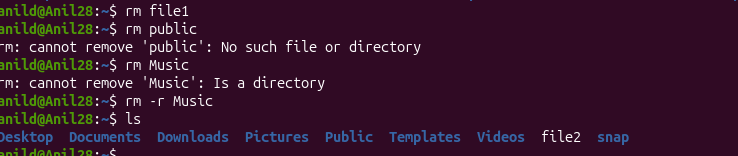 anild@Anil28:~$ rm file1
anild@Anil28:~$ rm public
rm: cannot remove 'public': No such file or directory
anild@Anil28:~$ rm Music
rm: cannot remove 'Music': Is a directory
anild@Anil28:~$ rm -r Music
anild@Anil28:~$ ls
Desktop  Documents  Downloads  Pictures  Public  Templates  Videos  file2  snap
anild@Anil28:~$